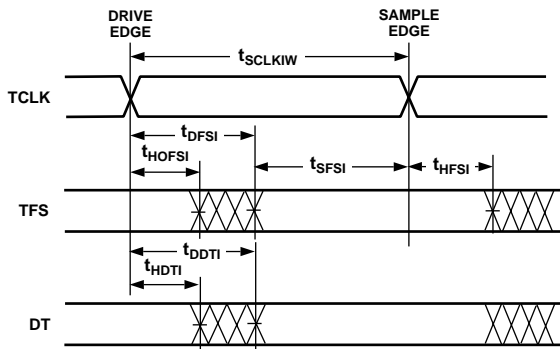 DRIVE
EDGE
SAMPLE
EDGE
tSCLKIW
TCLK
tDFSI
tHOFSI
tSFSI
tHFSI
TFS
tDDTI
tHDTI
DT